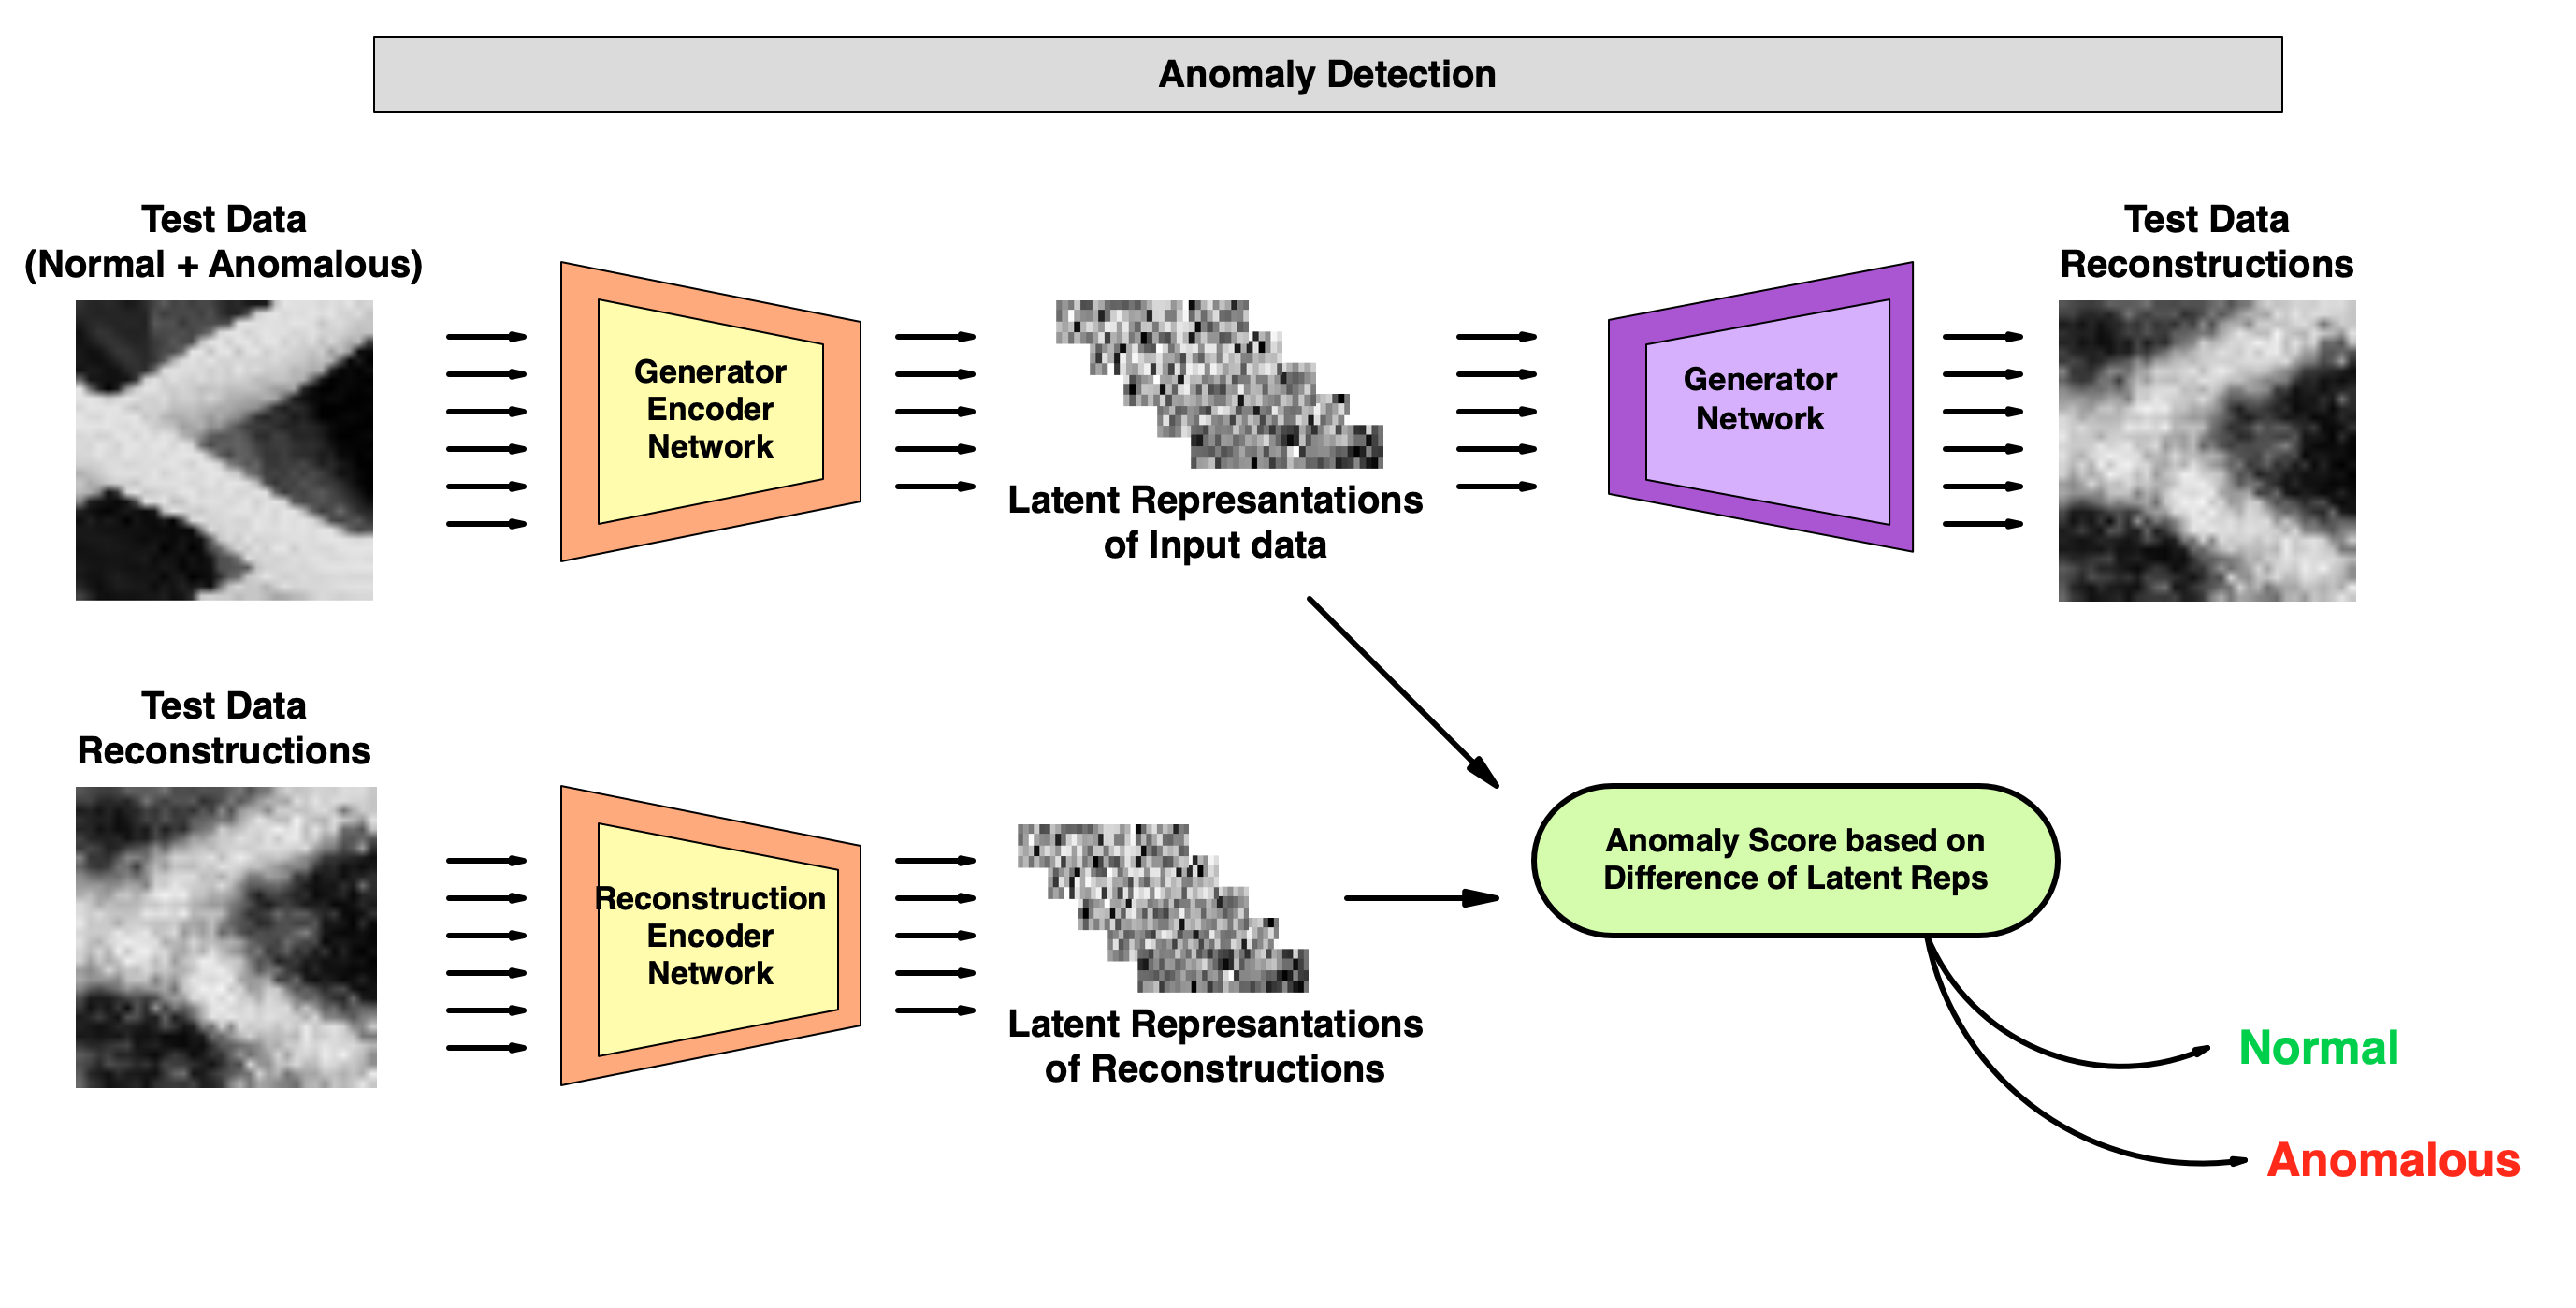 Anomaly Detection
Test Data
(Normal + Anomalous)
Generator
Encoder
Network
Latent Represantations
of Input data
Generator
Network
Test Data
Reconstructions
Test Data
Reconstructions
Reconstruction
Encoder
Network
Latent Represantations
of Reconstructions
Anomaly Score based on
Difference of Latent Reps
Normal
Anomalous